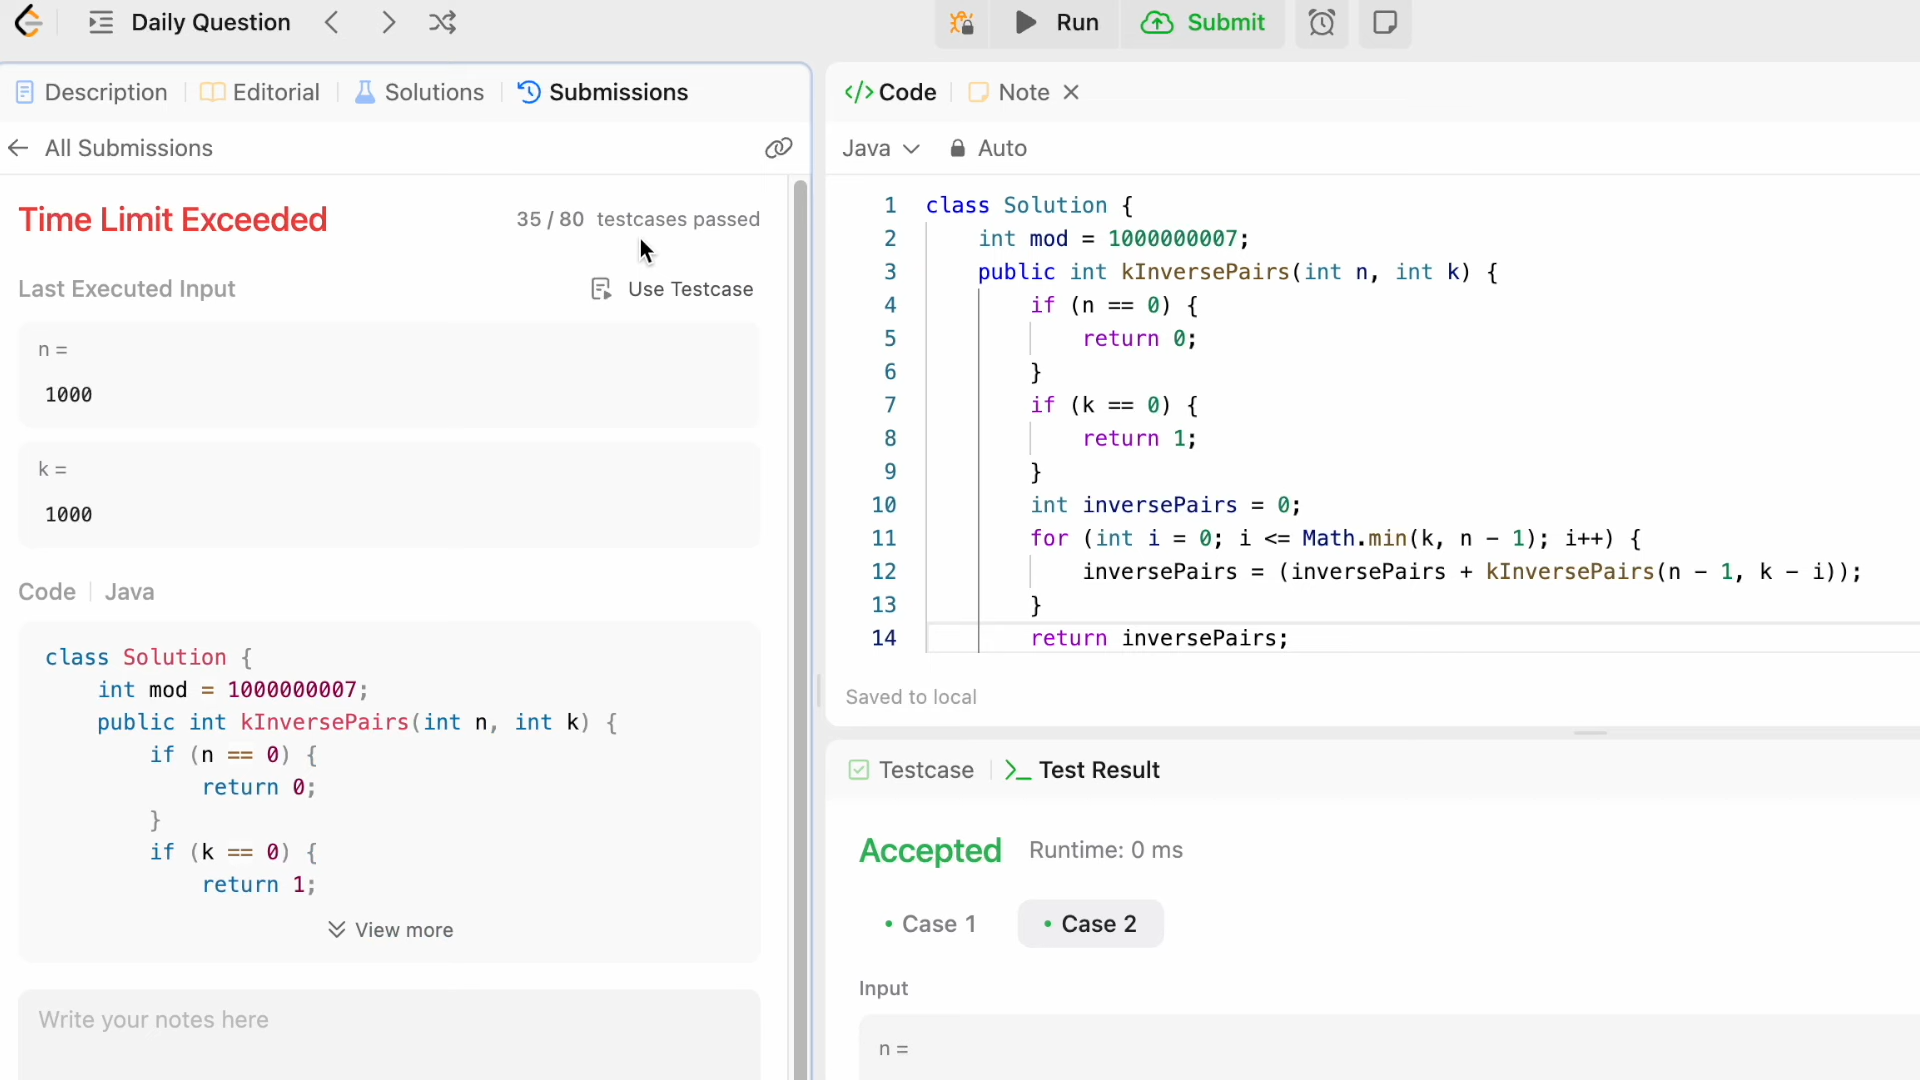 Daily Question
Run
Submit
Description
Editorial
Solutions
Submissions
All Submissions
Time Limit Exceeded
35 / 80 testcases passed
Last Executed Input
Use Testcase
n =
1000
k =
1000
Code
Java
class Solution {
int mod = 1000000007;
public int kInversePairs(int n, int k) {
if (n == 0) {
return 0;
}
if (k == 0) {
return 1;
View more
Write your notes here
</> Code
Note
Java
Auto
1 class Solution {
2 int mod = 1000000007;
3 public int kInversePairs(int n, int k) {
4 if (n == 0) {
5 return 0;
6 }
7 if (k == 0) {
8 return 1;
9 }
10 int inversePairs = 0;
11 for (int i = 0; i <= Math.min(k, n - 1); i++) {
12 inversePairs = (inversePairs + kInversePairs(n - 1, k - i));
13 }
14 return inversePairs;
Saved to local
Testcase
Test Result
Accepted
Runtime: 0 ms
• Case 1
• Case 2
Input
n =